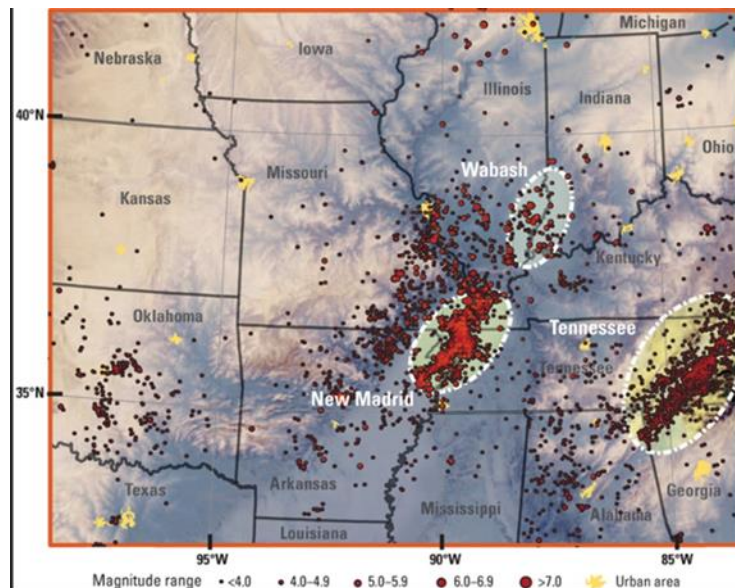 Michigan
Nebraska
Iowa
Illinois
Indiana
40°N
Ohio
Wabash
Missouri
Kansas
Kentucky
Oklahoma
Tennessee
Tennessee
35°N
New Madrid
Texas
Arkansas
Mississippi
Alabama
Georgia
Louisiana
95°W
90°W
85°W
Magnitude range <4.0 4.0–4.9 5.0–5.9 6.0–6.9 >7.0 Urban area